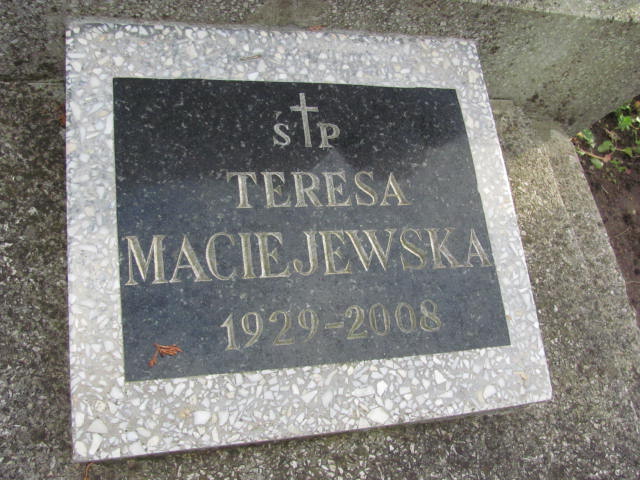 Ś P
TERESA
MACIEJEWSKA
1929-2008